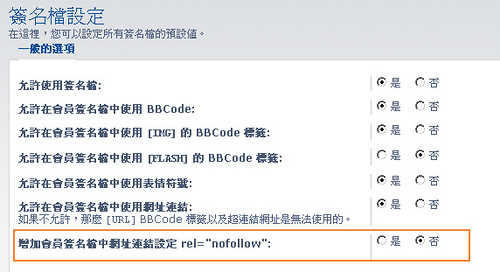 簽名檔設定
在這裡，您可以設定所有簽名檔的預設值。
一般的選項
允許使用簽名檔: 是 否
允許在會員簽名檔中使用 BBCode: 是 否
允許在會員簽名檔中使用 [IMG] 的 BBCode 標籤: 是 否
允許在會員簽名檔中使用 [FLASH] 的 BBCode 標籤: 是 否
允許在會員簽名檔中使用表情符號: 是 否
允許在會員簽名檔中使用網址連結: 是 否
如果不允許，那麼 [URL] BBCode 標籤以及超連結網址是無法使用的。
增加會員簽名檔中網址連結設定 rel="nofollow": 是 否